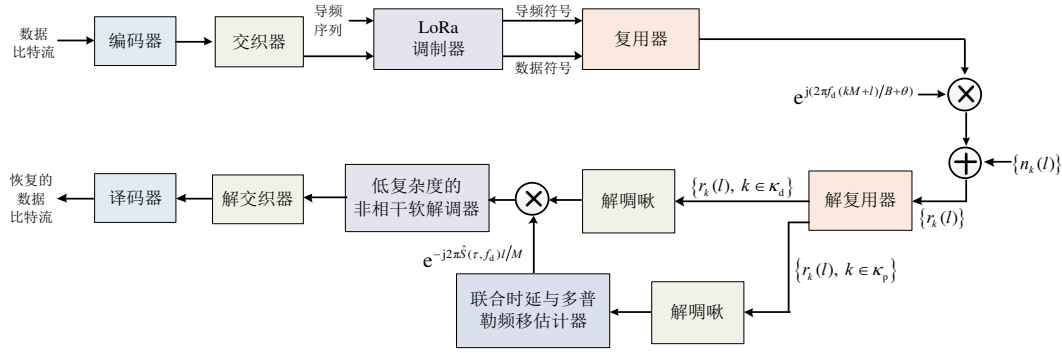 数据
比特流
编码器
交织器
导频
序列
LoRa
调制器
导频符号
数据符号
复用器
e^{j(2πf_d(kM+l)/B+θ)}
{n_k(l)}
{r_k(l)}
解复用器
{r_k(l), k∈κ_d}
解啁啾
低复杂度的
非相干软解调器
解交织器
译码器
恢复的
数据
比特流
{r_k(l), k∈κ_p}
解啁啾
联合时延与多普
勒频移估计器
e^{-j2πŜ(τ,f_d)l/M}